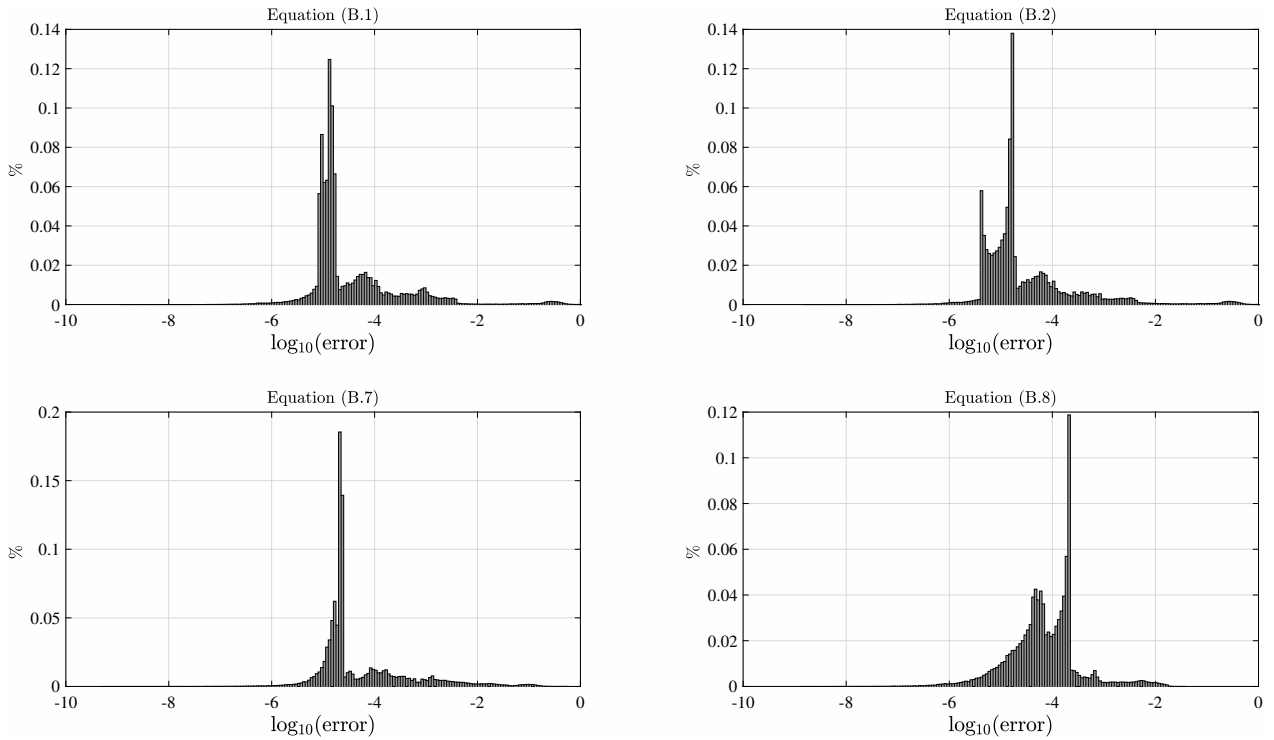 Equation (B.1)
%
0.14
0.12
0.1
0.08
0.06
0.04
0.02
0
-10 -8 -6 -4 -2 0
log10(error)
Equation (B.2)
%
0.14
0.12
0.1
0.08
0.06
0.04
0.02
0
-10 -8 -6 -4 -2 0
log10(error)
Equation (B.7)
%
0.2
0.15
0.1
0.05
0
-10 -8 -6 -4 -2 0
log10(error)
Equation (B.8)
%
0.12
0.1
0.08
0.06
0.04
0.02
0
-10 -8 -6 -4 -2 0
log10(error)